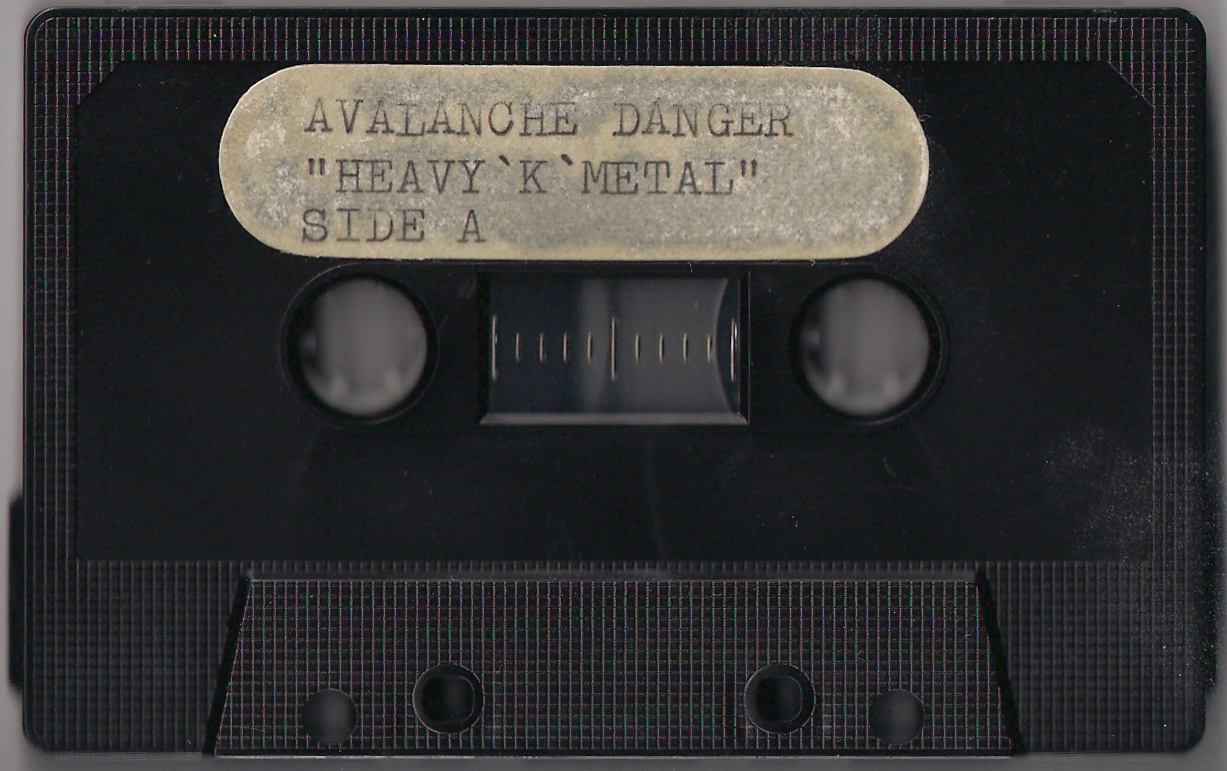 AVALANCHE DANGER
"HEAVY`K`METAL"
SIDE A